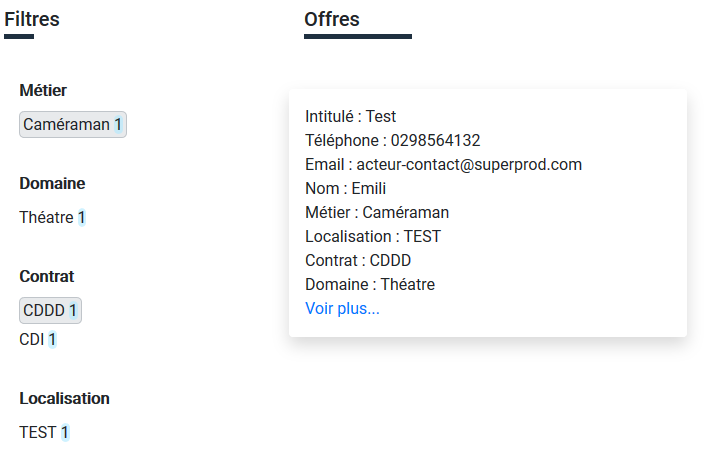 Filtres
Métier
Caméraman 1
Domaine
Théatre 1
Contrat
CDDD 1
CDI 1
Localisation
TEST 1
Offres
Intitulé : Test
Téléphone : 0298564132
Email : acteur-contact@superprod.com
Nom : Emili
Métier : Caméraman
Localisation : TEST
Contrat : CDDD
Domaine : Théatre
Voir plus...